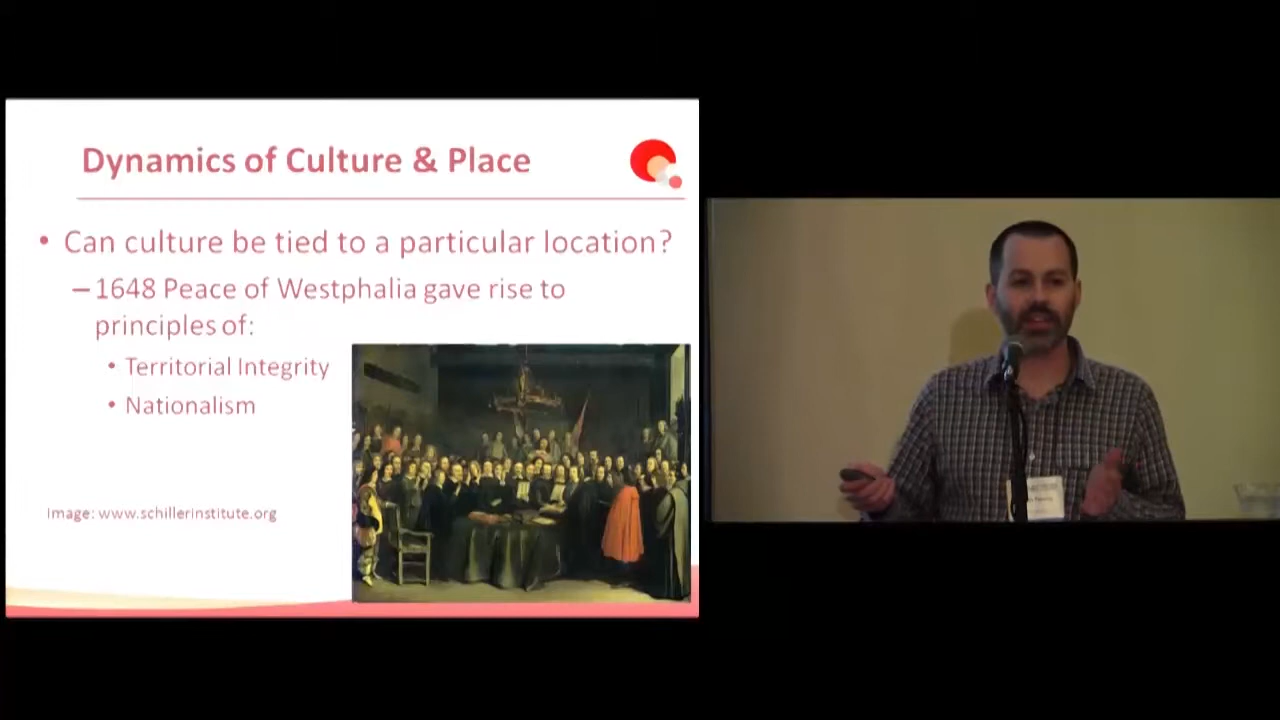 Dynamics of Culture & Place
• Can culture be tied to a particular location?
– 1648 Peace of Westphalia gave rise to
principles of:
• Territorial Integrity
• Nationalism
Image: www.schillerinstitute.org